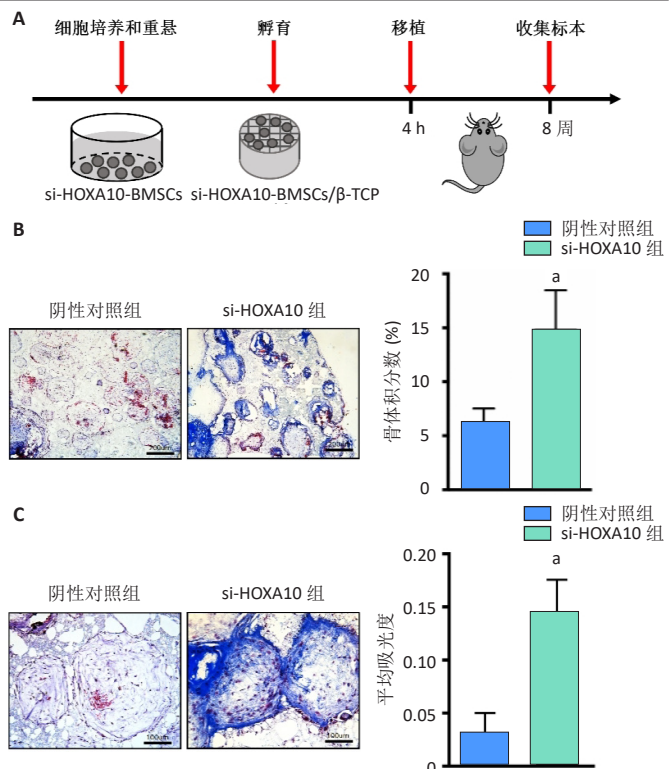 A
细胞培养和重悬 孵育 移植 收集标本
4 h 8 周
si-HOXA10-BMSCs si-HOXA10-BMSCs/β-TCP
B
阴性对照组
si-HOXA10 组
阴性对照组 si-HOXA10 组
a
骨体积分数 (%)
20
15
10
5
0
C
阴性对照组
si-HOXA10 组
阴性对照组 si-HOXA10 组
a
平均吸光度
0.20
0.15
0.10
0.05
0
100um